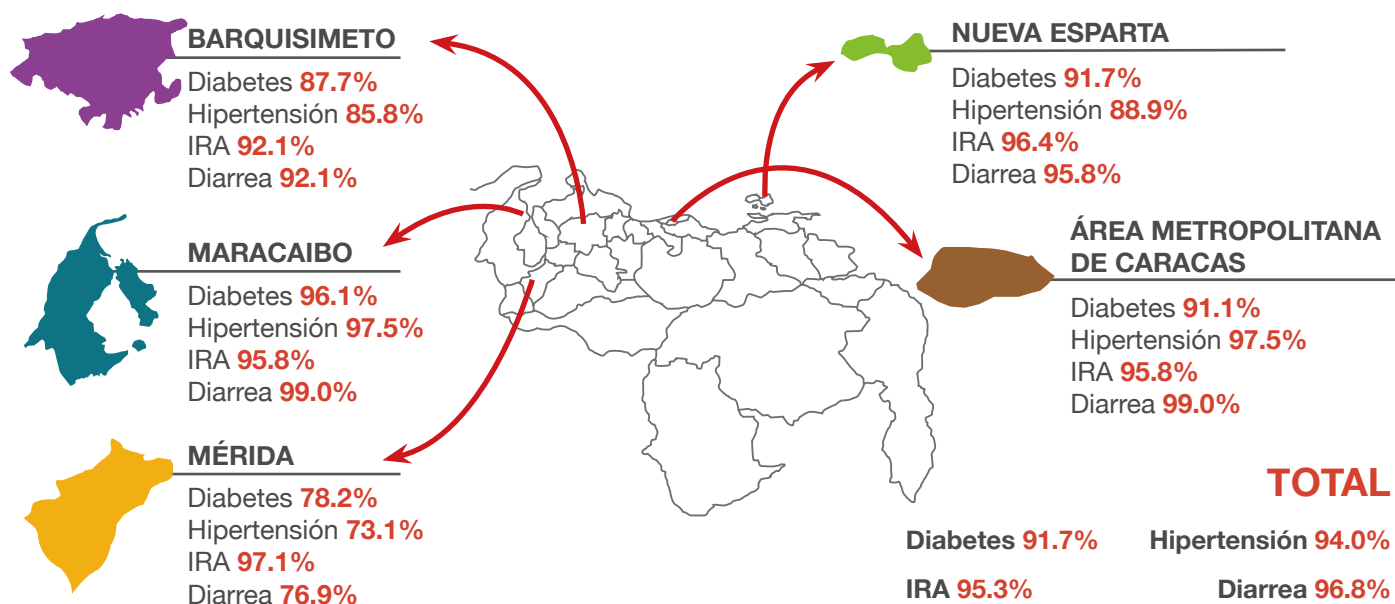 BARQUISIMETO
Diabetes 87.7%
Hipertensión 85.8%
IRA 92.1%
Diarrea 92.1%
MARACAIBO
Diabetes 96.1%
Hipertensión 97.5%
IRA 95.8%
Diarrea 99.0%
MÉRIDA
Diabetes 78.2%
Hipertensión 73.1%
IRA 97.1%
Diarrea 76.9%
NUEVA ESPARTA
Diabetes 91.7%
Hipertensión 88.9%
IRA 96.4%
Diarrea 95.8%
ÁREA METROPOLITANA
DE CARACAS
Diabetes 91.1%
Hipertensión 97.5%
IRA 95.8%
Diarrea 99.0%
TOTAL
Diabetes 91.7% Hipertensión 94.0%
IRA 95.3% Diarrea 96.8%